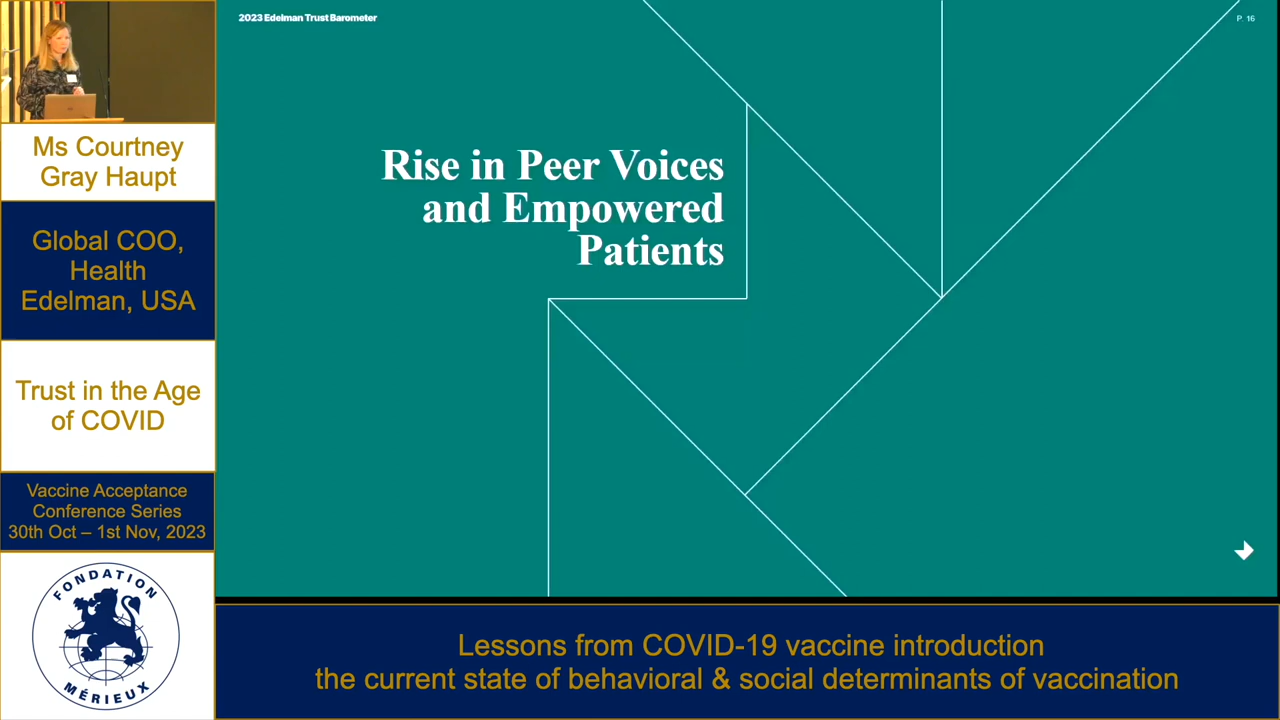 2023 Edelman Trust Barometer
P. 16
Rise in Peer Voices
and Empowered
Patients
Ms Courtney
Gray Haupt
Global COO,
Health
Edelman, USA
Trust in the Age
of COVID
Vaccine Acceptance
Conference Series
30th Oct – 1st Nov, 2023
FONDATION
MÉRIEUX
Lessons from COVID-19 vaccine introduction
the current state of behavioral & social determinants of vaccination